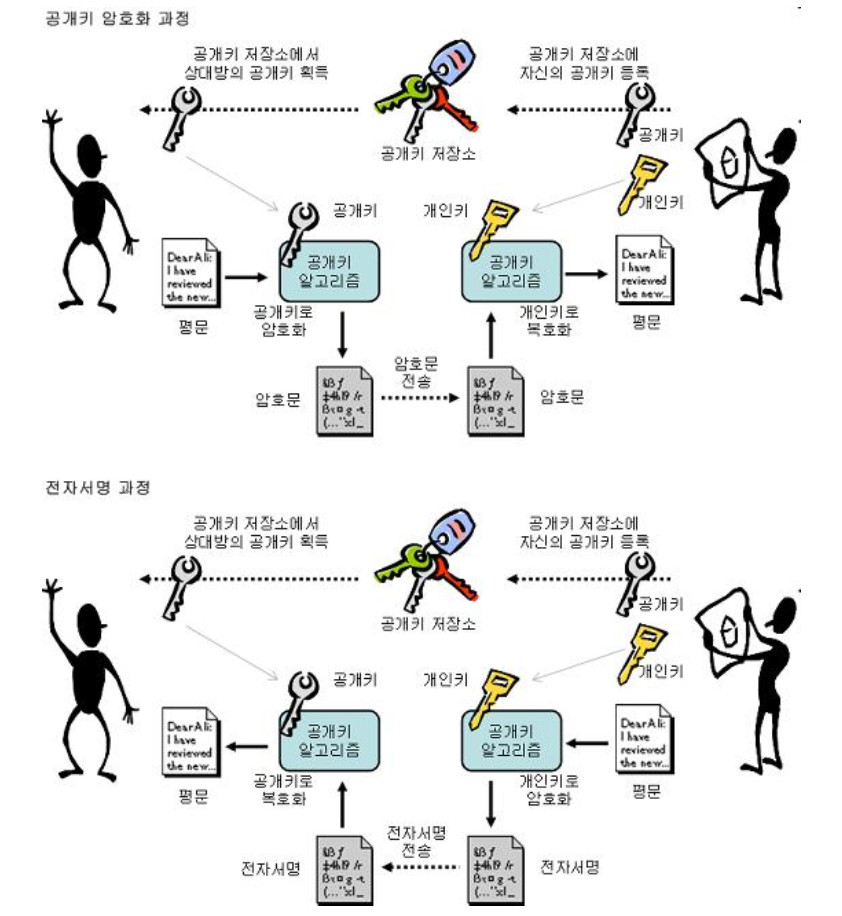 공개키 암호화 과정
공개키 저장소에서
상대방의 공개키 획득
공개키 저장소에
자신의 공개키 등록
공개키 저장소
공개키
개인키
공개키
개인키
Dear Ali:
I have
reviewed
the new...
공개키
알고리즘
공개키
알고리즘
Dear Ali:
I have
reviewed
the new...
평문
공개키로
암호화
개인키로
복호화
평문
암호문
암호문
전송
암호문
전자서명 과정
공개키 저장소에서
상대방의 공개키 획득
공개키 저장소에
자신의 공개키 등록
공개키 저장소
공개키
개인키
공개키
개인키
Dear Ali:
I have
reviewed
the new...
공개키
알고리즘
공개키
알고리즘
Dear Ali:
I have
reviewed
the new...
평문
공개키로
복호화
개인키로
암호화
평문
전자서명
전자서명
전송
전자서명